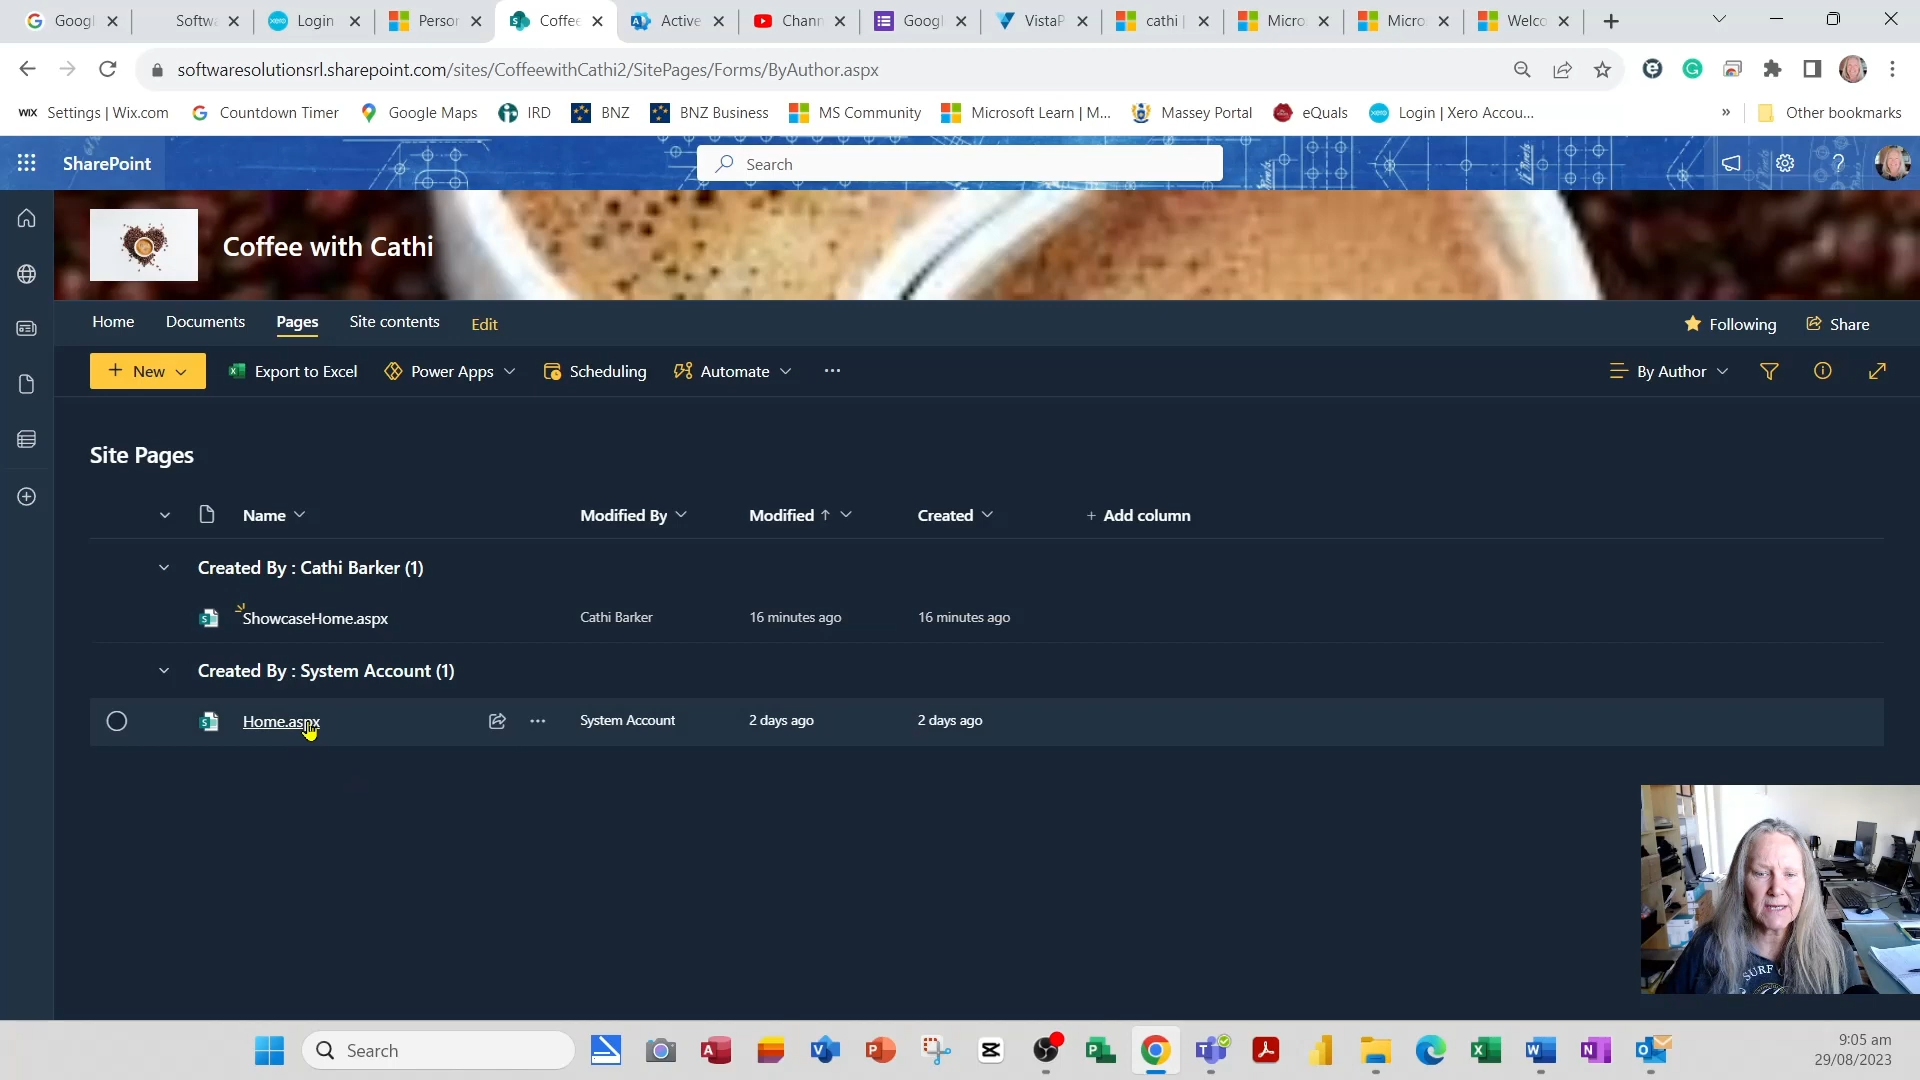 Googl
Softwa
Login
Person
Coffee
Active
Chann
Googl
VistaP
cathi |
Micro
Micro
Welco
softwaresolutionsrl.sharepoint.com/sites/CoffeewithCathi2/SitePages/Forms/ByAuthor.aspx
WiX Settings | Wix.com
Countdown Timer
Google Maps
IRD
BNZ
BNZ Business
MS Community
Microsoft Learn | M...
Massey Portal
eQuals
Login | Xero Accou...
»
Other bookmarks
SharePoint
Search
Coffee with Cathi
Home
Documents
Pages
Site contents
Edit
Following
Share
+ New
Export to Excel
Power Apps
Scheduling
Automate
...
By Author
Site Pages
Name
Modified By
Modified ↑
Created
+ Add column
Created By : Cathi Barker (1)
ShowcaseHome.aspx
Cathi Barker
16 minutes ago
16 minutes ago
Created By : System Account (1)
Home.aspx
System Account
2 days ago
2 days ago
SURF
Search
9:05 am
29/08/2023